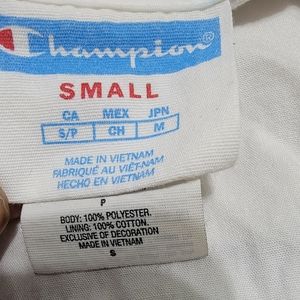 Champion
SMALL
CA MEX JPN
S/P CH M
MADE IN VIETNAM
FABRIQUÉ AU VIÊT-NAM
HECHO EN VIETNAM
P
BODY: 100% POLYESTER.
LINING: 100% COTTON.
EXCLUSIVE OF DECORATION
MADE IN VIETNAM
S